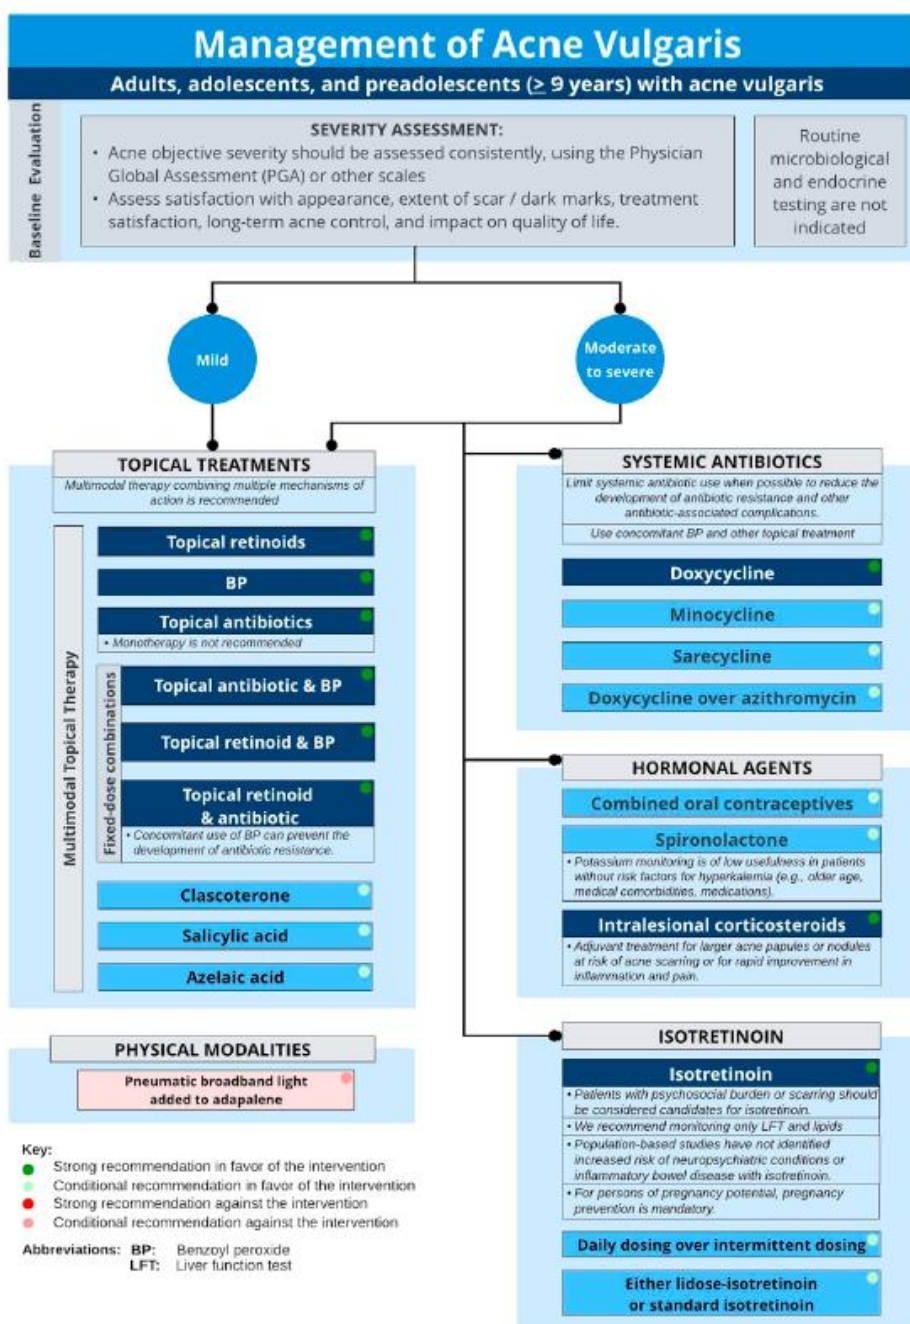 Management of Acne Vulgaris
Adults, adolescents, and preadolescents (≥ 9 years) with acne vulgaris
Baseline Evaluation
SEVERITY ASSESSMENT:
• Acne objective severity should be assessed consistently, using the Physician
Global Assessment (PGA) or other scales
• Assess satisfaction with appearance, extent of scar / dark marks, treatment
satisfaction, long-term acne control, and impact on quality of life.
Routine
microbiological
and endocrine
testing are not
indicated
Mild
Moderate
to severe
TOPICAL TREATMENTS
Multimodal therapy combining multiple mechanisms of
action is recommended
Multimodal Topical Therapy
Topical retinoids
BP
Topical antibiotics
• Monotherapy is not recommended
Fixed-dose combinations
Topical antibiotic & BP
Topical retinoid & BP
Topical retinoid
& antibiotic
• Concomitant use of BP can prevent the
development of antibiotic resistance.
Clascoterone
Salicylic acid
Azelaic acid
PHYSICAL MODALITIES
Pneumatic broadband light
added to adapalene
Key:
Strong recommendation in favor of the intervention
Conditional recommendation in favor of the intervention
Strong recommendation against the intervention
Conditional recommendation against the intervention
Abbreviations: BP: Benzoyl peroxide
LFT: Liver function test
SYSTEMIC ANTIBIOTICS
Limit systemic antibiotic use when possible to reduce the
development of antibiotic resistance and other
antibiotic-associated complications.
Use concomitant BP and other topical treatment
Doxycycline
Minocycline
Sarecycline
Doxycycline over azithromycin
HORMONAL AGENTS
Combined oral contraceptives
Spironolactone
• Potassium monitoring is of low usefulness in patients
without risk factors for hyperkalemia (e.g., older age,
medical comorbidities, medications).
Intralesional corticosteroids
• Adjuvant treatment for larger acne papules or nodules
at risk of acne scarring or for rapid improvement in
inflammation and pain.
ISOTRETINOIN
Isotretinoin
• Patients with psychosocial burden or scarring should
be considered candidates for isotretinoin.
• We recommend monitoring only LFT and lipids
• Population-based studies have not identified
increased risk of neuropsychiatric conditions or
inflammatory bowel disease with isotretinoin.
• For persons of pregnancy potential, pregnancy
prevention is mandatory.
Daily dosing over intermittent dosing
Either lidose-isotretinoin
or standard isotretinoin